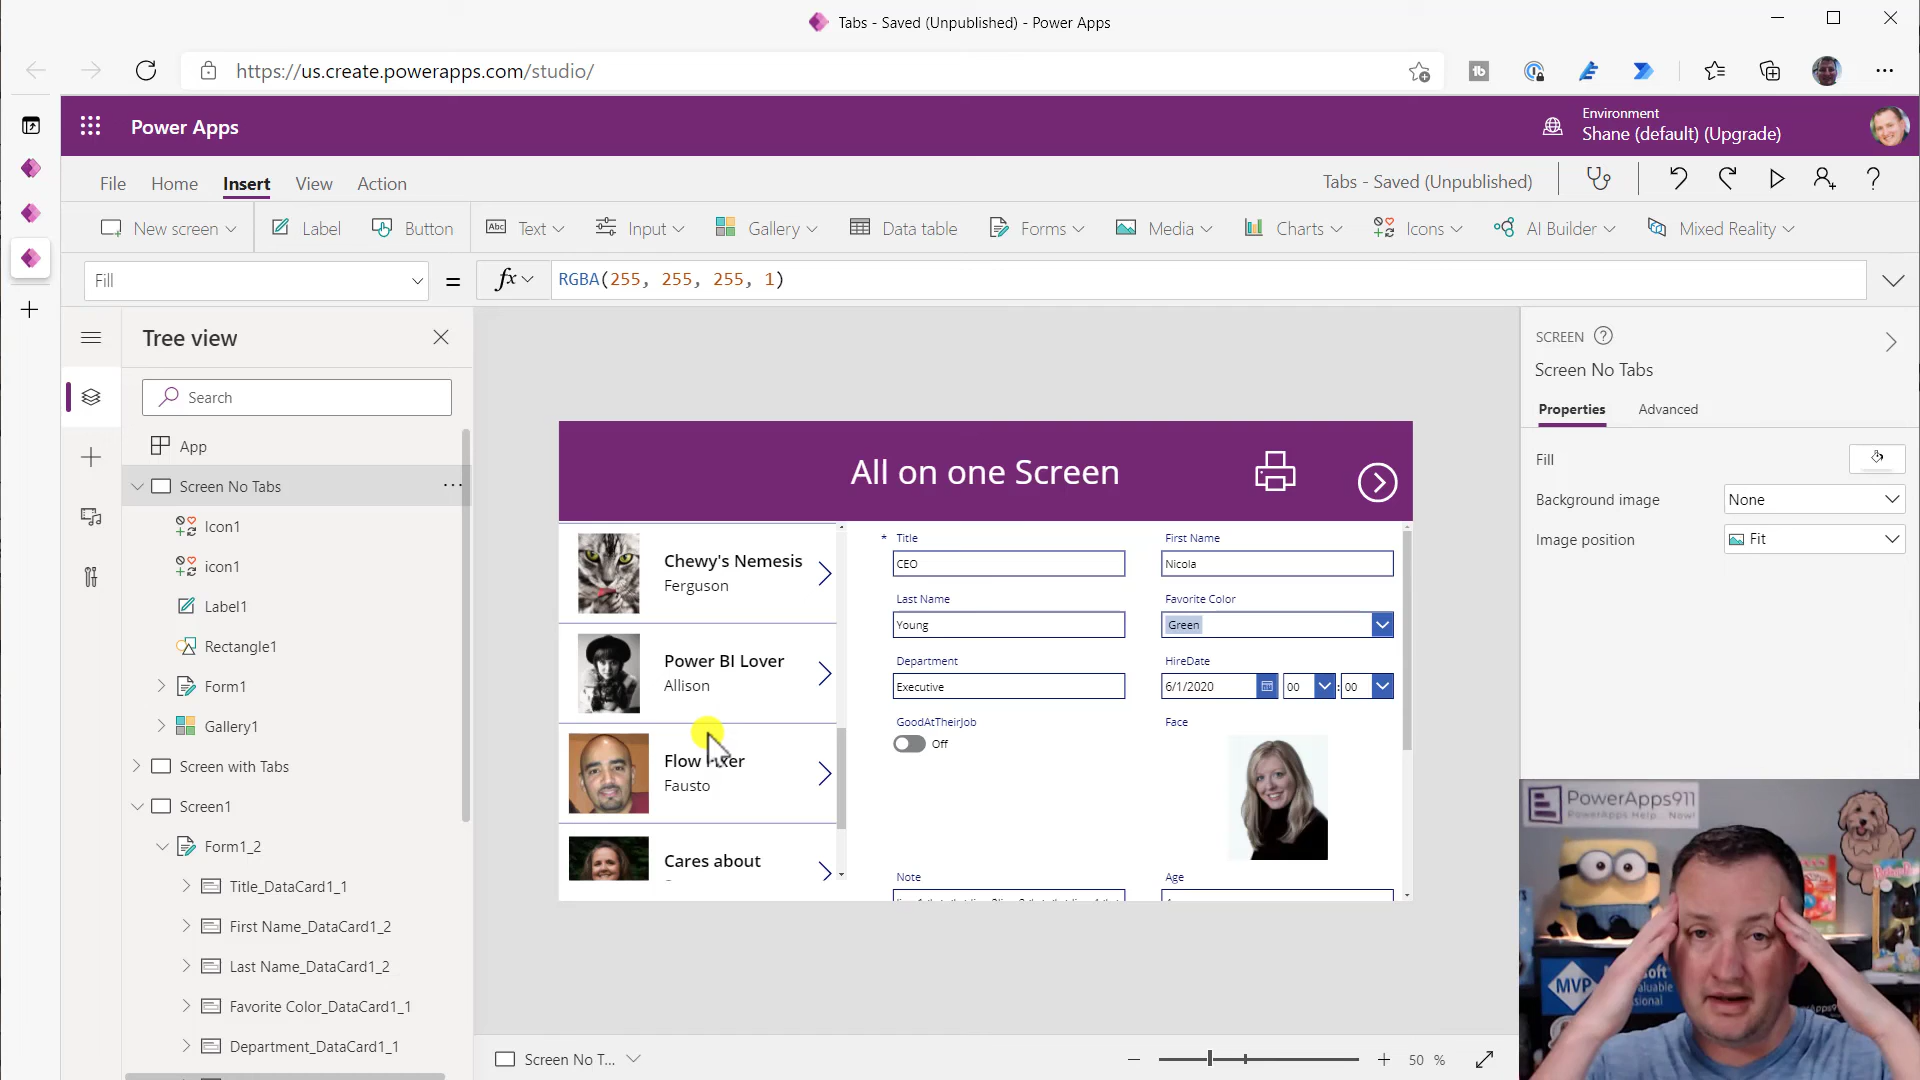 Tabs - Saved (Unpublished) - Power Apps
https://us.create.powerapps.com/studio/
Power Apps
Environment
Shane (default) (Upgrade)
File Home Insert View Action
Tabs - Saved (Unpublished)
New screen Label Button Text Input Gallery Data table Forms Media Charts Icons AI Builder Mixed Reality
Fill = fx RGBA(255, 255, 255, 1)
Tree view
Search
App
Screen No Tabs
Icon1
icon1
Label1
Rectangle1
Form1
Gallery1
Screen with Tabs
Screen1
Form1_2
Title_DataCard1_1
First Name_DataCard1_2
Last Name_DataCard1_2
Favorite Color_DataCard1_1
Department_DataCard1_1
All on one Screen
Chewy's Nemesis
Ferguson
Power BI Lover
Allison
Flow
Fausto
Cares about
* Title
CEO
First Name
Nicola
Last Name
Young
Favorite Color
Green
Department
Executive
HireDate
6/1/2020 00 : 00
GoodAtTheirJob
Off
Face
Note
Age
SCREEN
Screen No Tabs
Properties Advanced
Fill
Background image None
Image position Fit
Screen No T...
50 %
PowerApps911
PowerApps Help... Now!
MVP